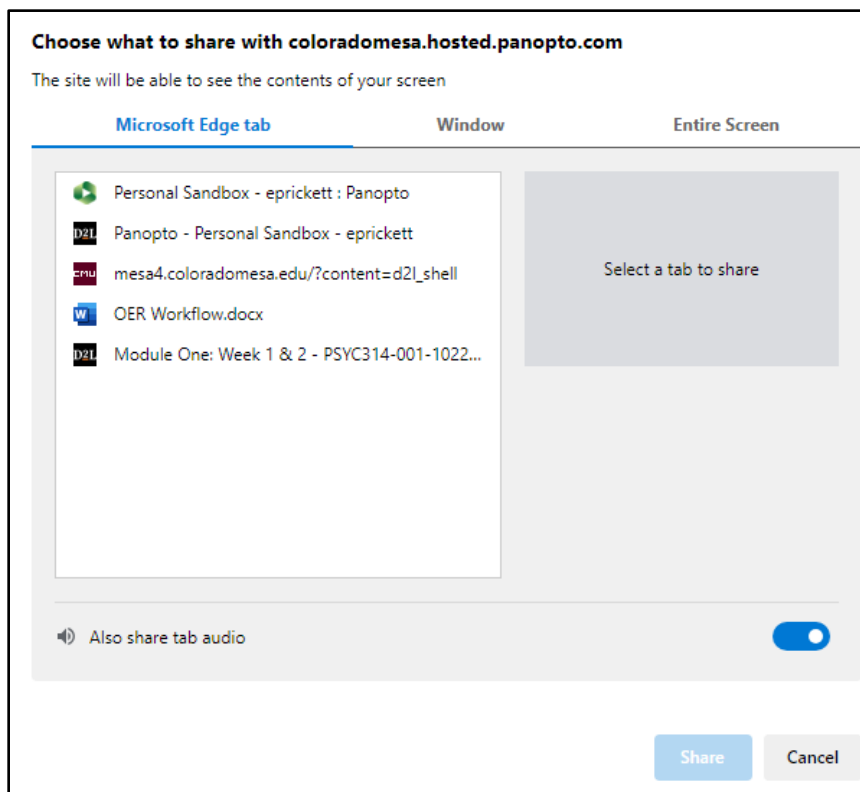 Choose what to share with coloradomesa.hosted.panopto.com
The site will be able to see the contents of your screen
Microsoft Edge tab Window Entire Screen
Personal Sandbox - eprickett : Panopto
D2L Panopto - Personal Sandbox - eprickett
CMU mesa4.coloradomesa.edu/?content=d2l_shell
W OER Workflow.docx
D2L Module One: Week 1 & 2 - PSYC314-001-1022...
Select a tab to share
Also share tab audio
Share Cancel